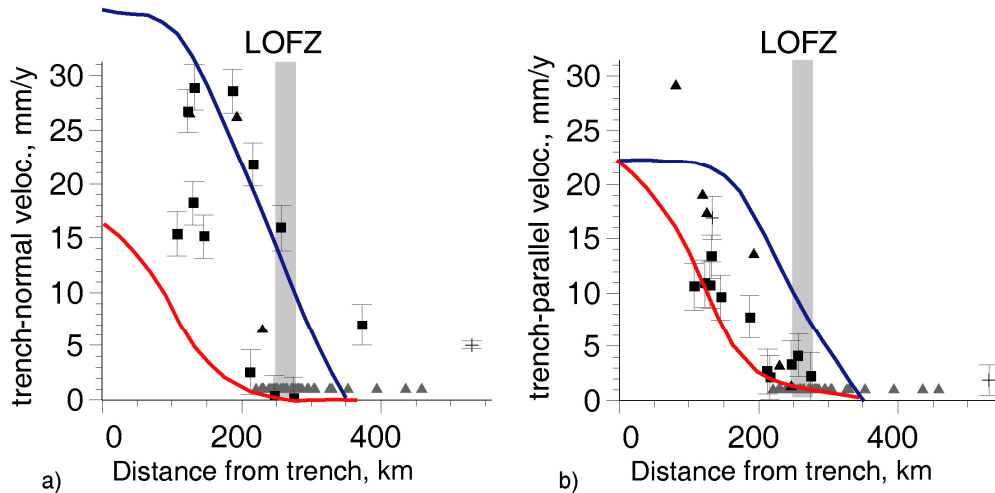 LOFZ
trench-normal veloc., mm/y
30
25
20
15
10
5
0
0 200 400
Distance from trench, km
a)
LOFZ
trench-parallel veloc., mm/y
30
25
20
15
10
5
0
0 200 400
Distance from trench, km
b)